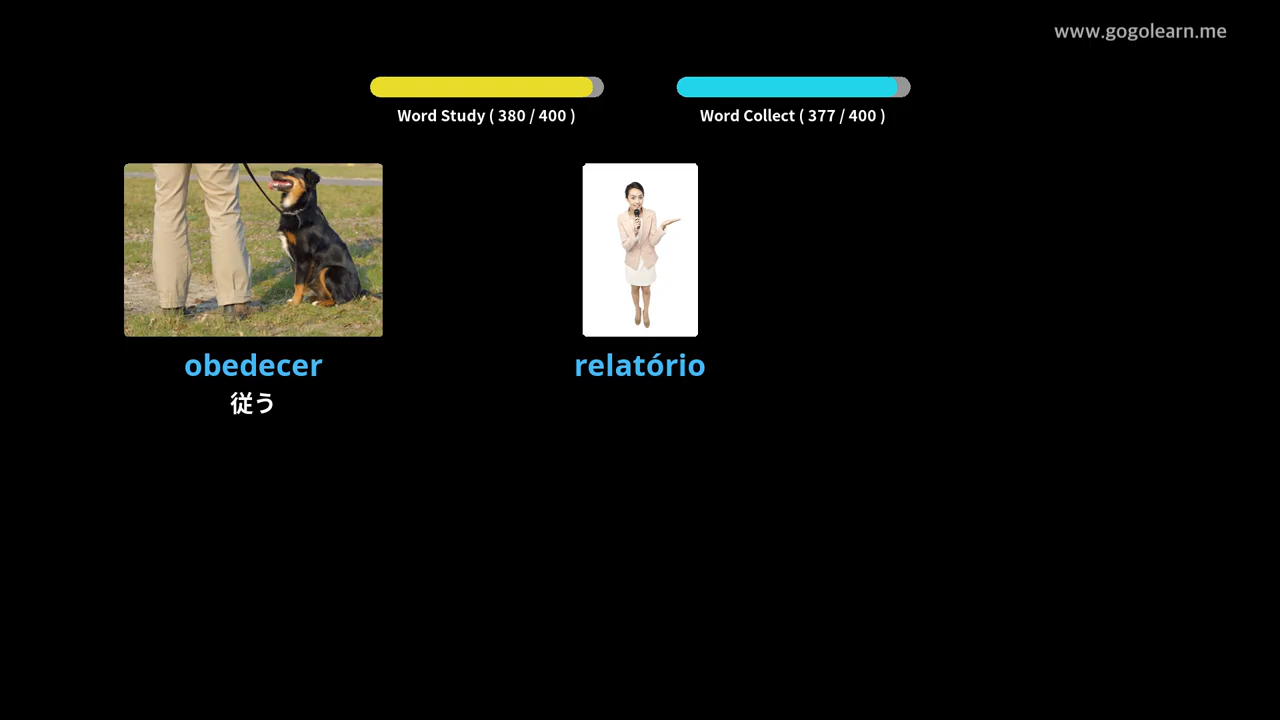 www.gogolearn.me
Word Study ( 380 / 400 )
Word Collect ( 377 / 400 )
obedecer
従う
relatório